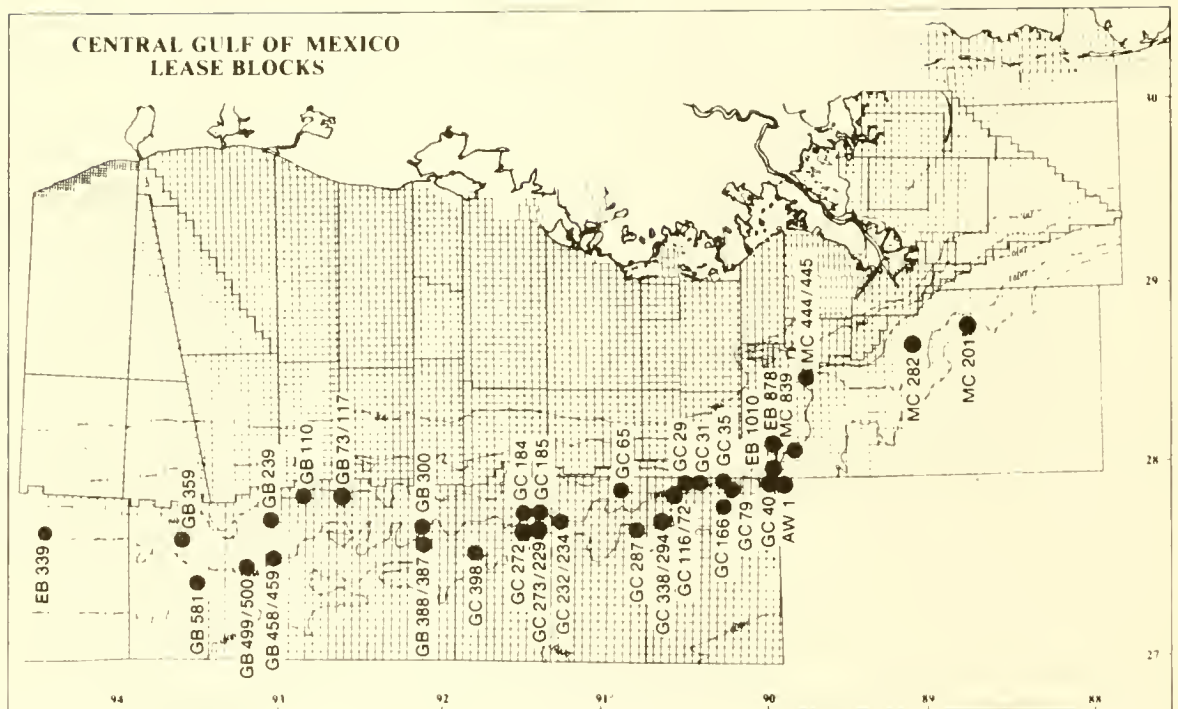 CENTRAL GULF OF MEXICO
LEASE BLOCKS
30
29
28
27
94
93
92
91
90
89
88
EB 339
GB 359
GB 581
GB 499/500
GB 239
GB 458/459
GB 110
GB 73/117
GB 300
GB 388/387
GC 398
GC 184
GC 185
GC 272
GC 273/229
GC 232/234
GC 65
GC 287
GC 338/294
GC 29
GC 116/72
GC 31
GC 35
GC 166
GC 79
EB 1010
EB 878
MC 839
GC 40
AW 1
MC 444/445
MC 282
MC 201